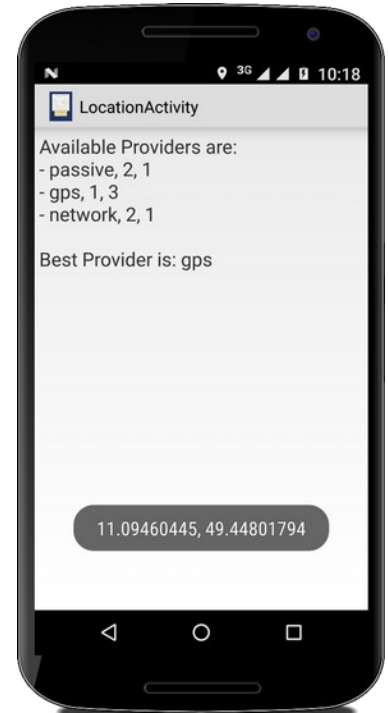 3G 10:18
LocationActivity
Available Providers are:
- passive, 2, 1
- gps, 1, 3
- network, 2, 1
Best Provider is: gps
11.09460445, 49.44801794